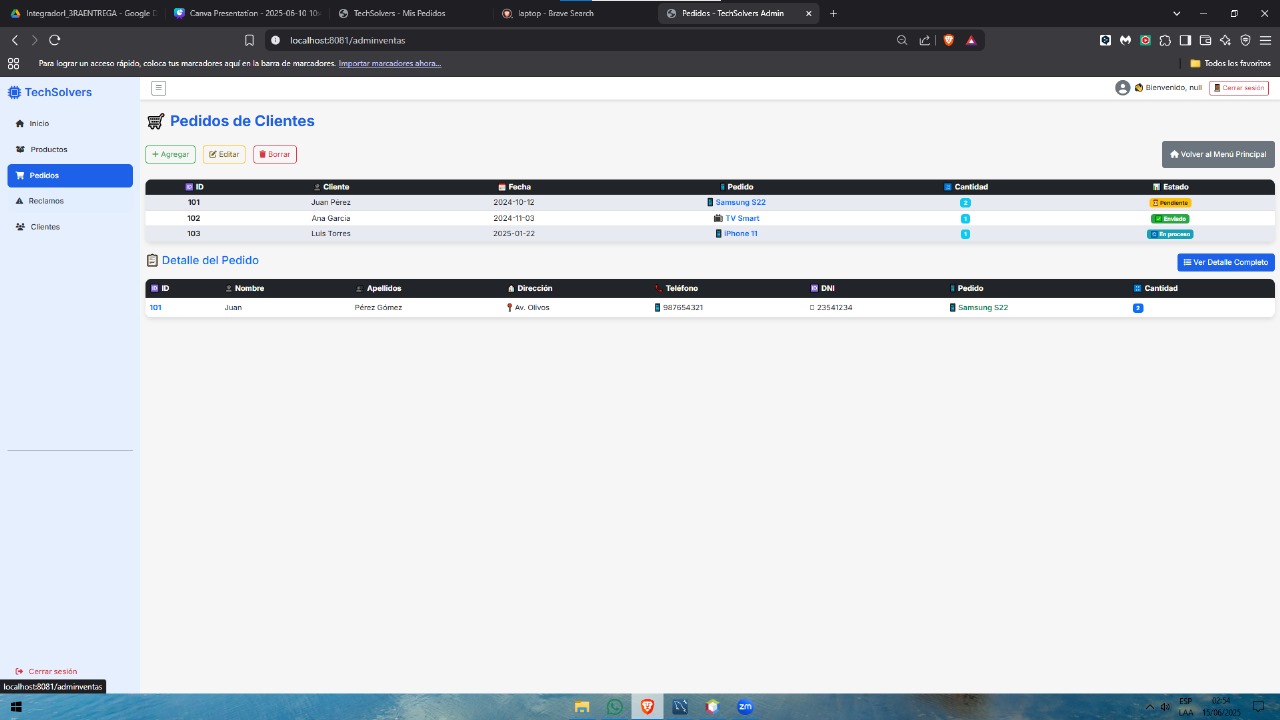 IntegradorI_3RAENTREGA - Google D
Canva Presentation - 2025-06-10 10:
TechSolvers - Mis Pedidos
laptop - Brave Search
Pedidos - TechSolvers Admin
localhost:8081/adminventas
Para lograr un acceso rápido, coloca tus marcadores aquí en la barra de marcadores. Importar marcadores ahora...
Todos los favoritos
TechSolvers
Bienvenido, null
Cerrar sesión
Inicio
Productos
Pedidos
Reclamos
Clientes
Pedidos de Clientes
+ Agregar
Editar
Borrar
Volver al Menú Principal
ID Cliente Fecha Pedido Cantidad Estado
101 Juan Pérez 2024-10-12 Samsung S22 2 Pendiente
102 Ana García 2024-11-03 TV Smart 1 Enviado
103 Luis Torres 2025-01-22 iPhone 11 1 En proceso
Detalle del Pedido
Ver Detalle Completo
ID Nombre Apellidos Dirección Teléfono DNI Pedido Cantidad
101 Juan Pérez Gómez Av. Olivos 987654321 23541234 Samsung S22 2
Cerrar sesión
localhost:8081/adminventas
zm
ESP
LAA
02:54
15/06/2025